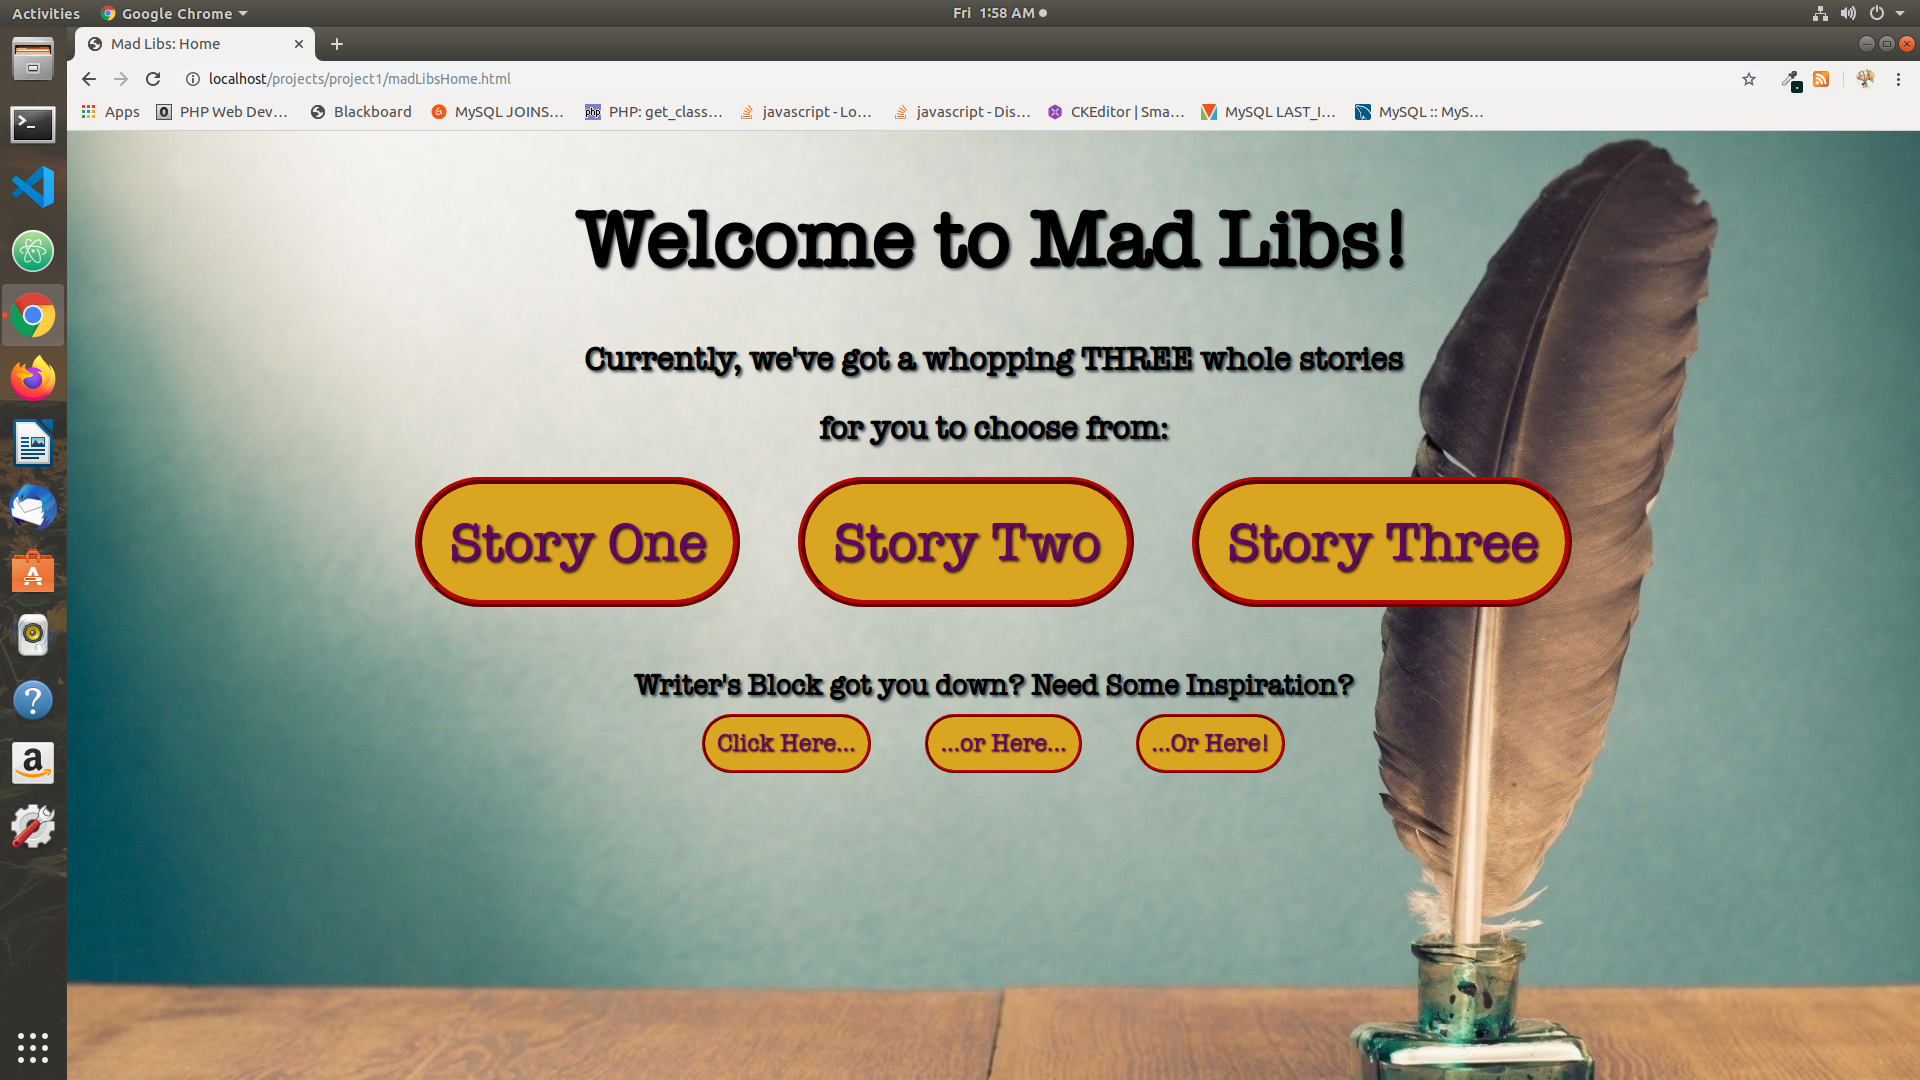 Activities
Google Chrome
Fri 1:58 AM
Mad Libs: Home
localhost/projects/project1/madLibsHome.html
Apps
PHP Web Dev...
Blackboard
MySQL JOINS...
php
PHP: get_class...
javascript - Lo...
javascript - Dis...
CKEditor | Sma...
MySQL LAST_I...
MySQL :: MyS...
Welcome to Mad Libs!
Currently, we've got a whopping THREE whole stories
for you to choose from:
Story One
Story Two
Story Three
Writer's Block got you down? Need Some Inspiration?
Click Here...
...or Here...
...Or Here!